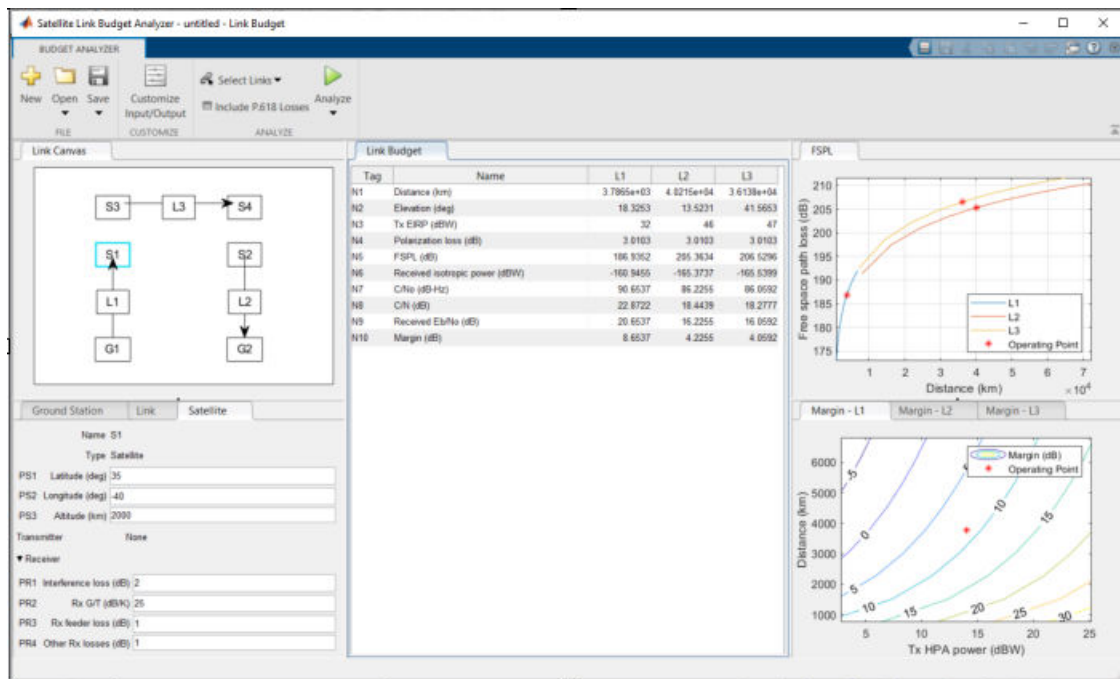 Satellite Link Budget Analyzer - untitled - Link Budget
BUDGET ANALYZER
New
Open
Save
Customize
Input/Output
Select Links
Include P.618 Losses
Analyze
FILE
CUSTOMIZE
ANALYZE
Link Canvas
S3
L3
S4
S1
S2
L1
L2
G1
G2
Ground Station
Link
Satellite
Name S1
Type Satellite
PS1 Latitude (deg) 35
PS2 Longitude (deg) -40
PS3 Altitude (km) 2000
Transmitter None
Receiver
PR1 Interference loss (dB) 2
PR2 Rx G/T (dB/K) 25
PR3 Rx feeder loss (dB) 1
PR4 Other Rx losses (dB) 1
Link Budget
Tag Name L1 L2 L3
N1 Distance (km) 3.7865e+03 4.0215e+04 3.6138e+04
N2 Elevation (deg) 18.3253 13.5231 41.5653
N3 Tx EIRP (dBW) 32 46 47
N4 Polarization loss (dB) 3.0103 3.0103 3.0103
N5 FSPL (dB) 186.9352 205.3634 206.5296
N6 Received isotropic power (dBW) -160.9455 -165.3737 -165.5399
N7 C/No (dB-Hz) 90.6537 86.2255 86.0592
N8 C/N (dB) 22.8722 18.4439 18.2777
N9 Received Eb/No (dB) 20.6537 16.2255 16.0592
N10 Margin (dB) 8.6537 4.2255 4.0592
FSPL
Free space path loss (dB)
210
205
200
195
190
185
180
175
L1
L2
L3
Operating Point
1 2 3 4 5 6 7
Distance (km)
×10⁴
Margin - L1
Margin - L2
Margin - L3
Distance (km)
6000
5000
4000
3000
2000
1000
Margin (dB)
Operating Point
-5
0
5
10
15
5
10
15
20
25
30
5 10 15 20 25
Tx HPA power (dBW)